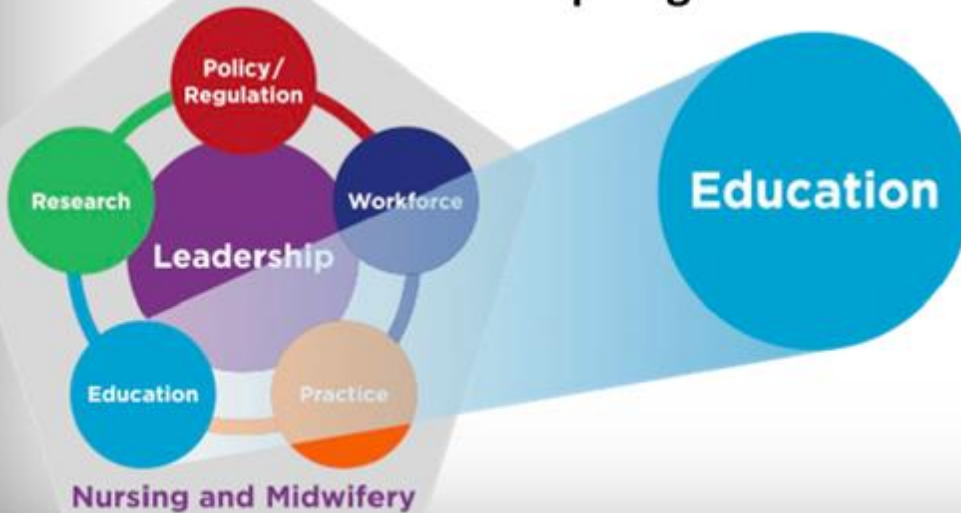 Policy/
Regulation
Research
Workforce
Leadership
Education
Practice
Nursing and Midwifery
Education